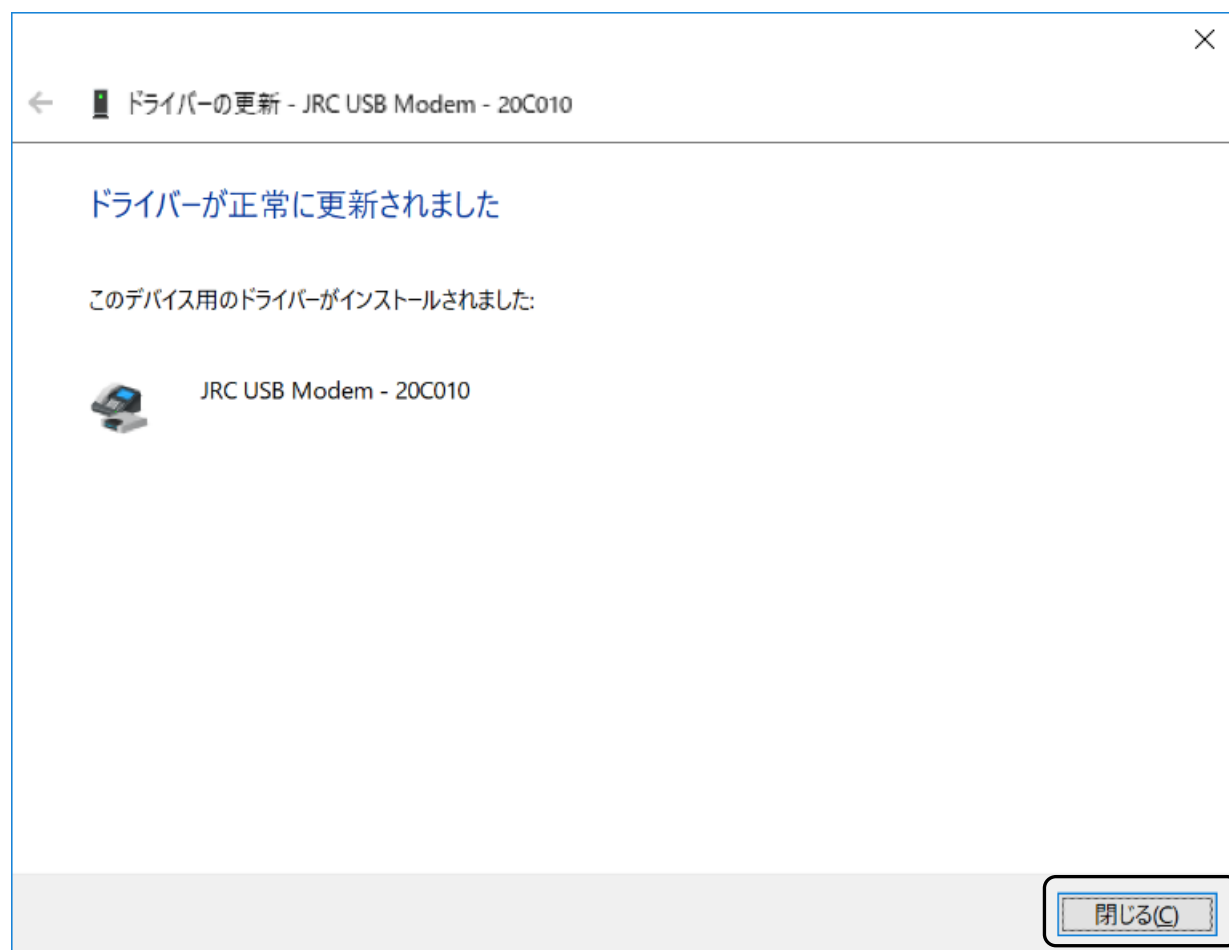 ドライバーの更新 - JRC USB Modem - 20C010
ドライバーが正常に更新されました
このデバイス用のドライバーがインストールされました:
JRC USB Modem - 20C010
閉じる(C)